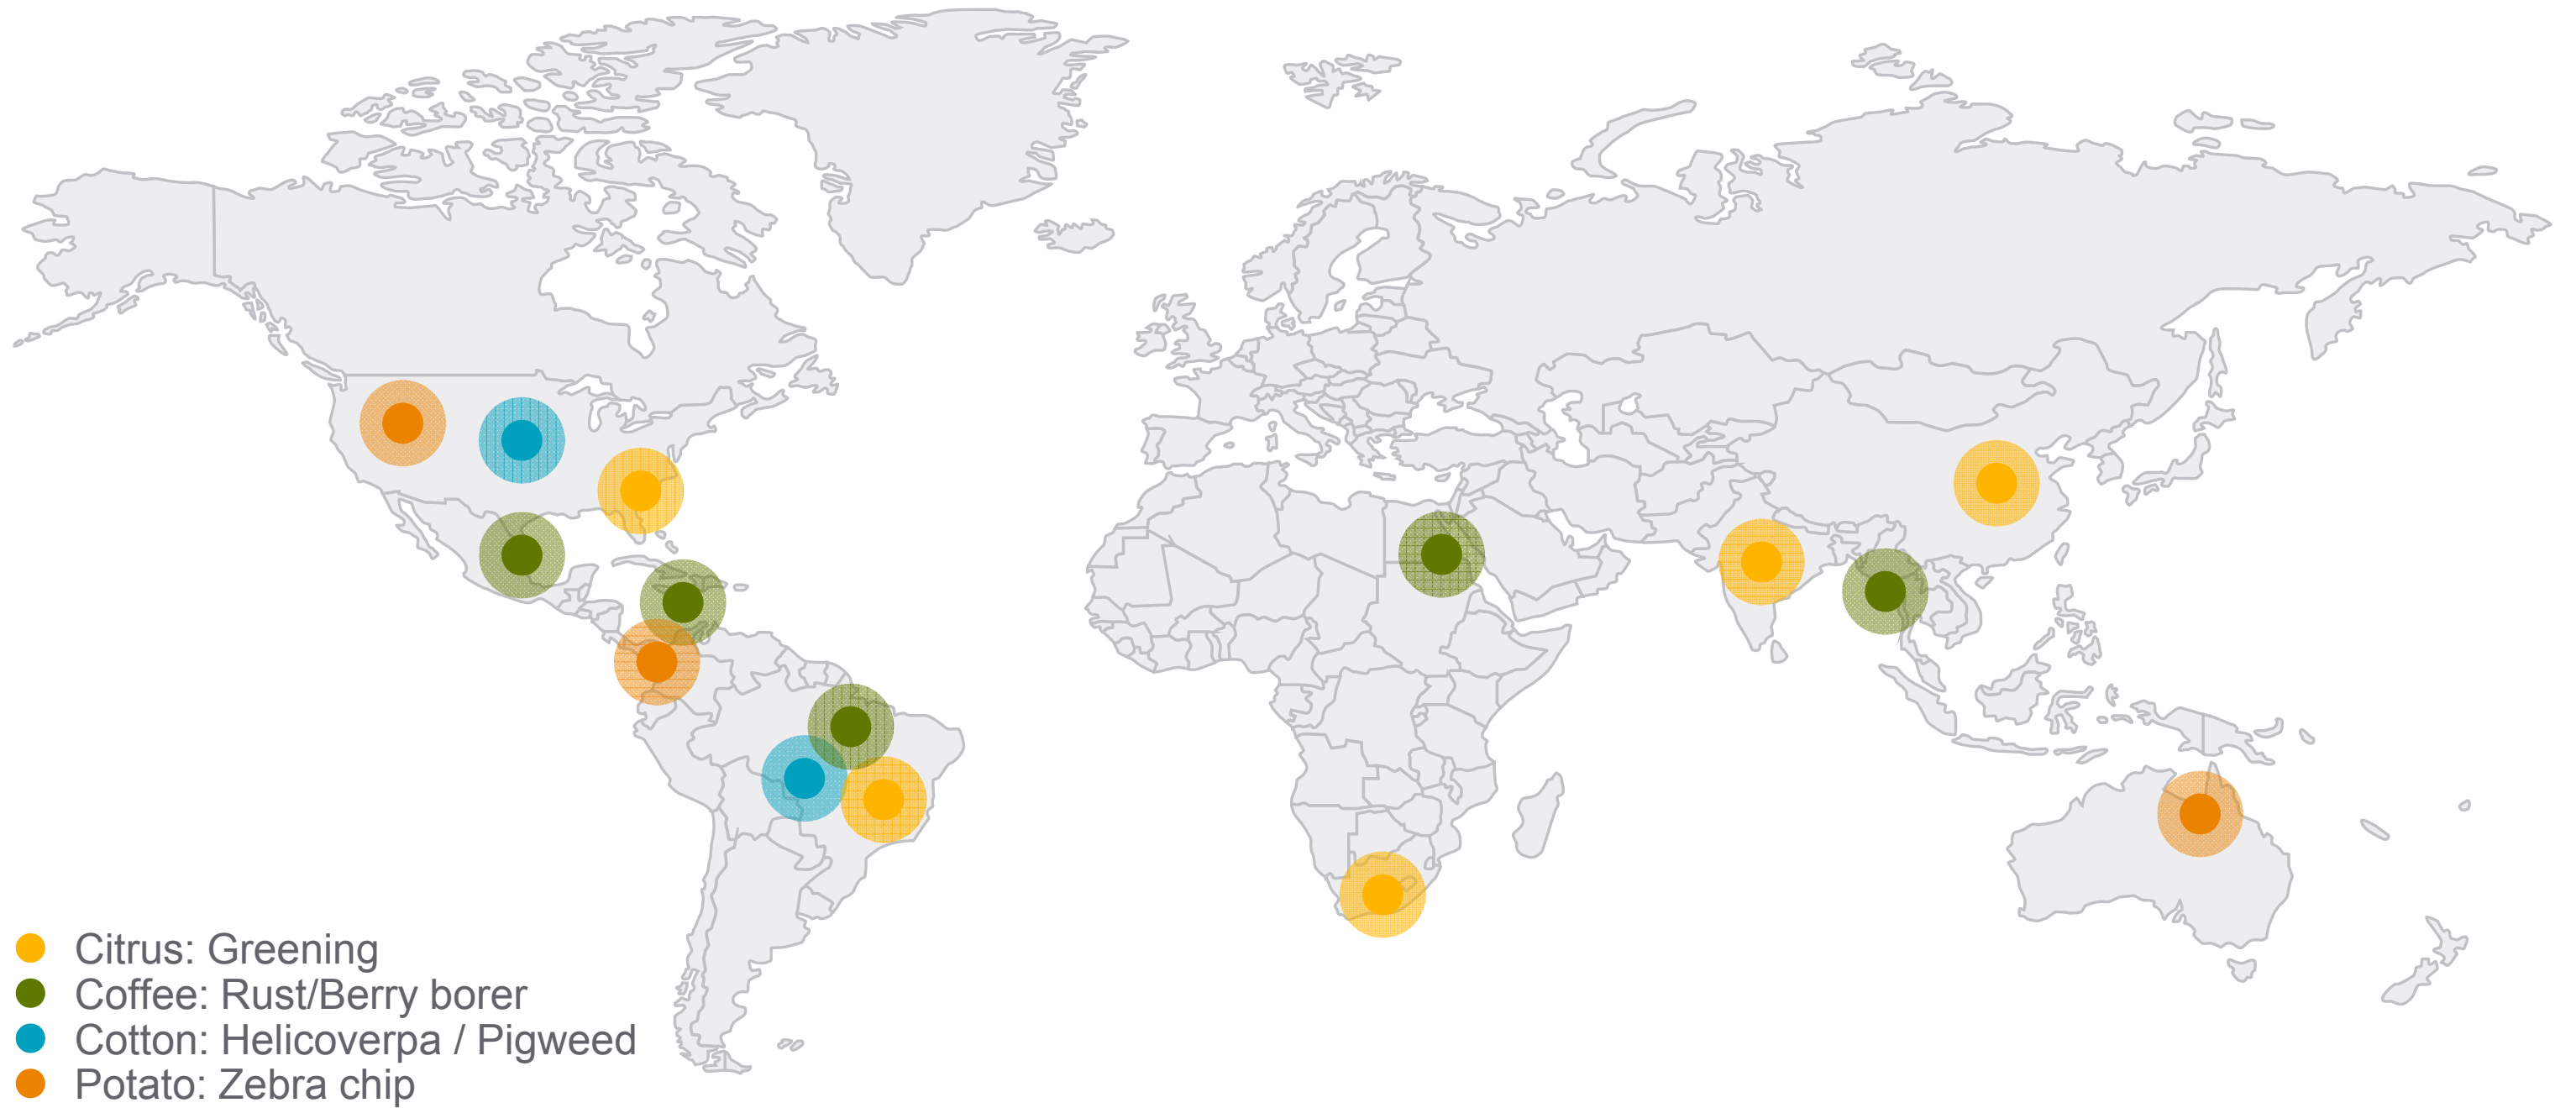 Citrus: Greening
Coffee: Rust/Berry borer
Cotton: Helicoverpa / Pigweed
Potato: Zebra chip